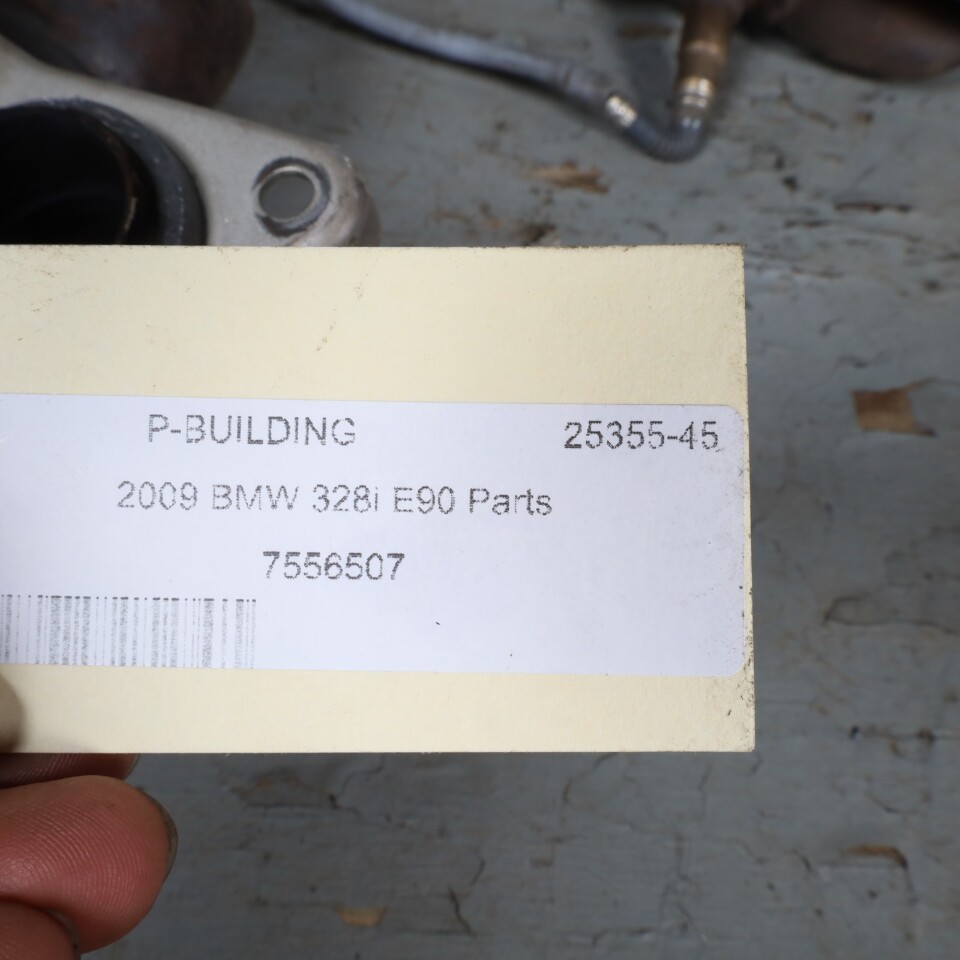 P-BUILDING 25355-45
2009 BMW 328i E90 Parts
7556507